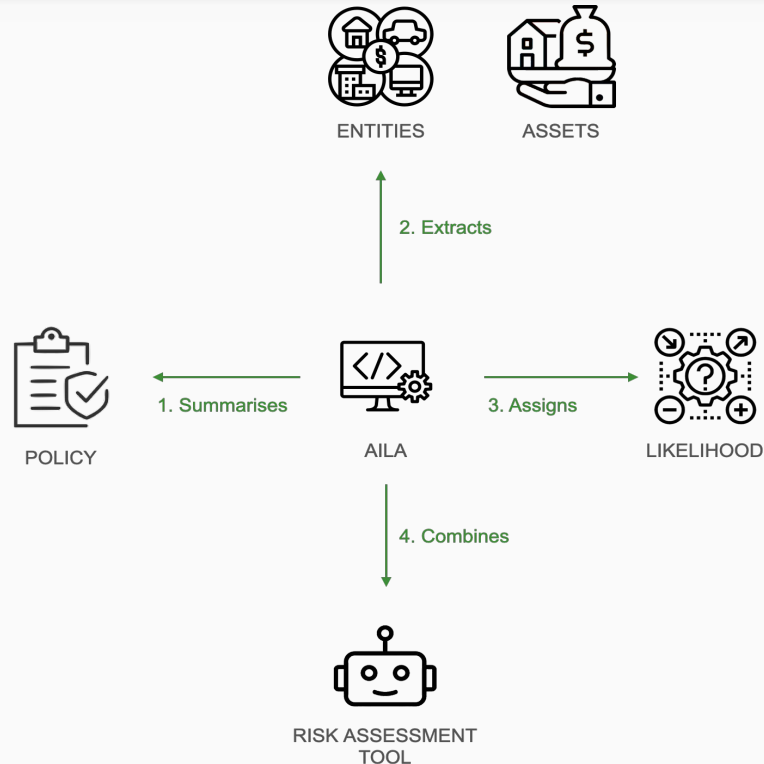 ENTITIES
ASSETS
2. Extracts
1. Summarises
3. Assigns
POLICY
AILA
LIKELIHOOD
4. Combines
RISK ASSESSMENT
TOOL